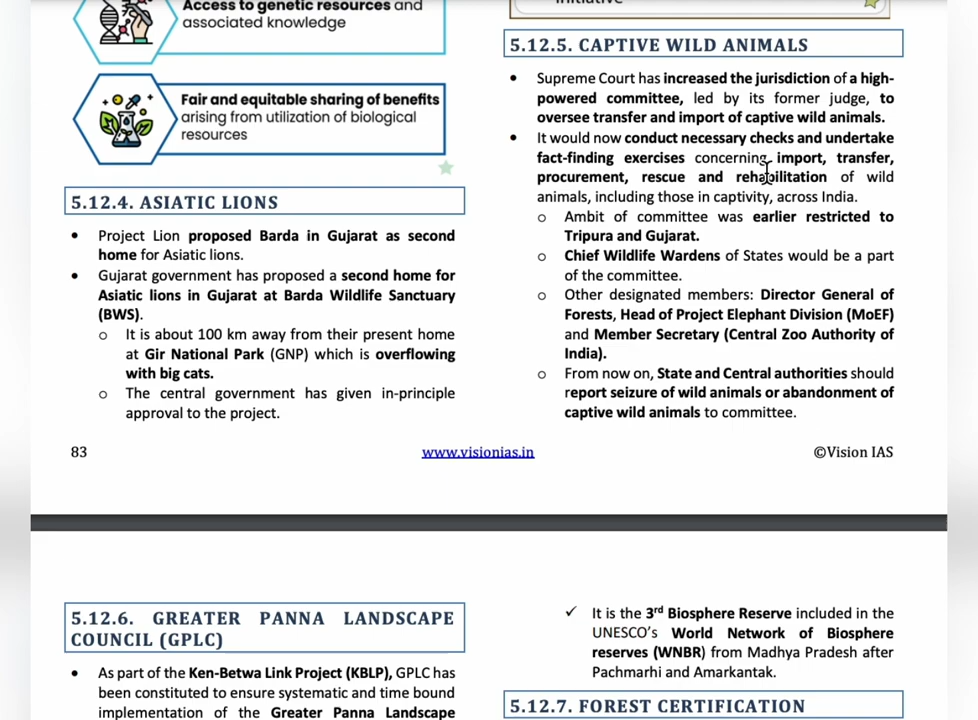 Access to genetic resources and
associated knowledge
Fair and equitable sharing of benefits
arising from utilization of biological
resources
5.12.4. ASIATIC LIONS
• Project Lion proposed Barda in Gujarat as second
home for Asiatic lions.
• Gujarat government has proposed a second home for
Asiatic lions in Gujarat at Barda Wildlife Sanctuary
(BWS).
o It is about 100 km away from their present home
at Gir National Park (GNP) which is overflowing
with big cats.
o The central government has given in-principle
approval to the project.
initiative
5.12.5. CAPTIVE WILD ANIMALS
• Supreme Court has increased the jurisdiction of a high-
powered committee, led by its former judge, to
oversee transfer and import of captive wild animals.
• It would now conduct necessary checks and undertake
fact-finding exercises concerning import, transfer,
procurement, rescue and rehabilitation of wild
animals, including those in captivity, across India.
o Ambit of committee was earlier restricted to
Tripura and Gujarat.
o Chief Wildlife Wardens of States would be a part
of the committee.
o Other designated members: Director General of
Forests, Head of Project Elephant Division (MoEF)
and Member Secretary (Central Zoo Authority of
India).
o From now on, State and Central authorities should
report seizure of wild animals or abandonment of
captive wild animals to committee.
83 www.visionias.in ©Vision IAS
5.12.6. GREATER PANNA LANDSCAPE
COUNCIL (GPLC)
• As part of the Ken-Betwa Link Project (KBLP), GPLC has
been constituted to ensure systematic and time bound
implementation of the Greater Panna Landscape
✓ It is the 3rd Biosphere Reserve included in the
UNESCO's World Network of Biosphere
reserves (WNBR) from Madhya Pradesh after
Pachmarhi and Amarkantak.
5.12.7. FOREST CERTIFICATION